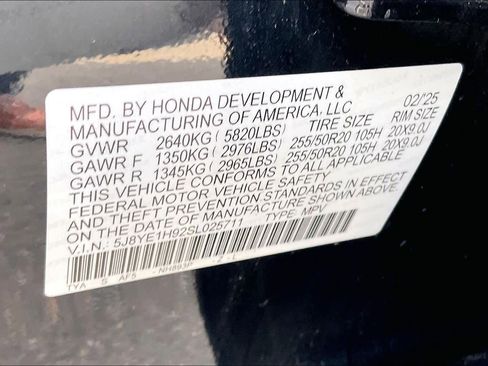 MFD. BY HONDA DEVELOPMENT & 02/'25
MANUFACTURING OF AMERICA, LLC
TIRE SIZE RIM SIZE
GVWR 2640KG ( 5820LBS)
GAWR F 1350KG ( 2976LBS) 255/50R20 105H 20X9.0J
GAWR R 1345KG ( 2965LBS) 255/50R20 105H 20X9.0J
THIS VEHICLE CONFORMS TO ALL APPLICABLE
FEDERAL MOTOR VEHICLE SAFETY
AND THEFT PREVENTION STANDARDS IN EFFECT
ON THE DATE OF MANUFACTURE SHOWN ABOVE.
V.I.N.: 5J8YE1H92SL025711 TYPE: MPV
TYA S AF5 NH893P